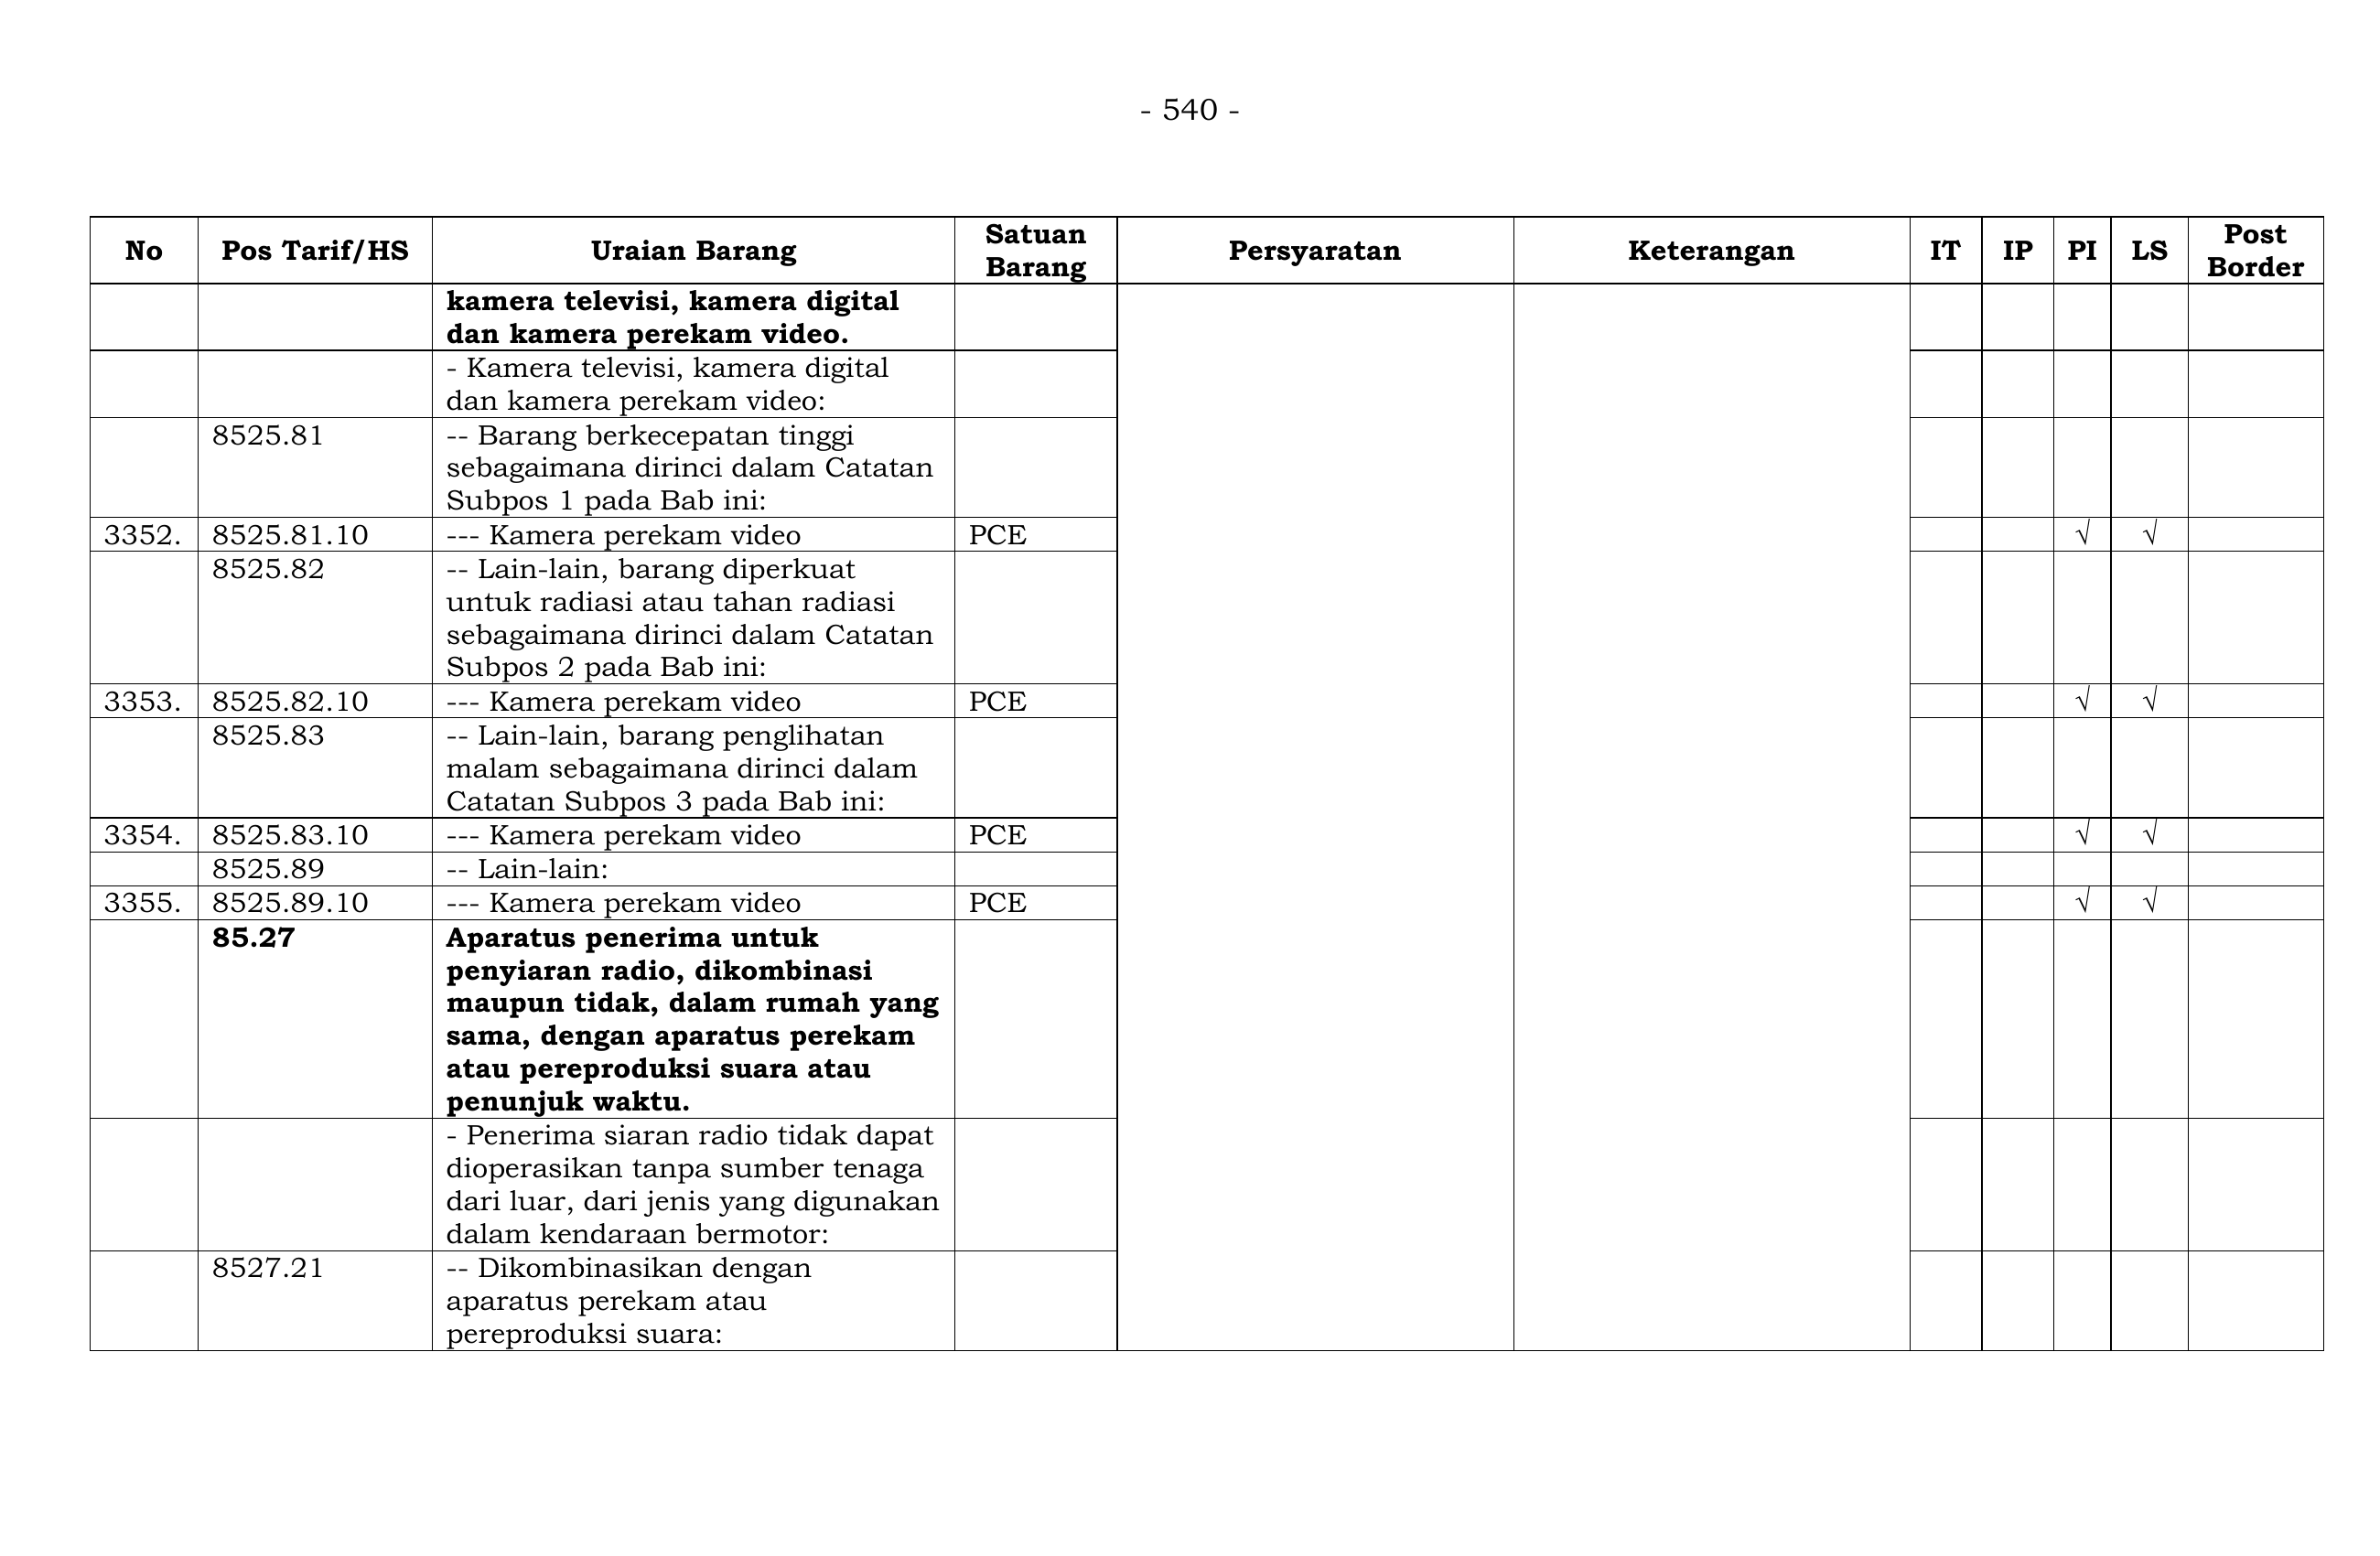 - 540 -
No Pos Tarif/HS Uraian Barang Satuan Barang Persyaratan Keterangan IT IP PI LS Post Border
kamera televisi, kamera digital
dan kamera perekam video.
- Kamera televisi, kamera digital
dan kamera perekam video:
8525.81 -- Barang berkecepatan tinggi
sebagaimana dirinci dalam Catatan
Subpos 1 pada Bab ini:
3352. 8525.81.10 --- Kamera perekam video PCE √ √
8525.82 -- Lain-lain, barang diperkuat
untuk radiasi atau tahan radiasi
sebagaimana dirinci dalam Catatan
Subpos 2 pada Bab ini:
3353. 8525.82.10 --- Kamera perekam video PCE √ √
8525.83 -- Lain-lain, barang penglihatan
malam sebagaimana dirinci dalam
Catatan Subpos 3 pada Bab ini:
3354. 8525.83.10 --- Kamera perekam video PCE √ √
8525.89 -- Lain-lain:
3355. 8525.89.10 --- Kamera perekam video PCE √ √
85.27 Aparatus penerima untuk
penyiaran radio, dikombinasi
maupun tidak, dalam rumah yang
sama, dengan aparatus perekam
atau pereproduksi suara atau
penunjuk waktu.
- Penerima siaran radio tidak dapat
dioperasikan tanpa sumber tenaga
dari luar, dari jenis yang digunakan
dalam kendaraan bermotor:
8527.21 -- Dikombinasikan dengan
aparatus perekam atau
pereproduksi suara: